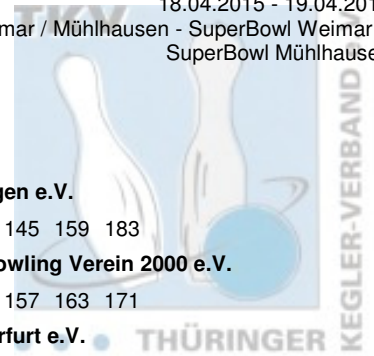 TKV
18.04.2015 - 19.04.201
mar / Mühlhausen - SuperBowl Weimar
SuperBowl Mühlhause
gen e.V.
145 159 183
owling Verein 2000 e.V.
157 163 171
rfurt e.V.
THÜRINGER
KEGLER-VERBAND e.V